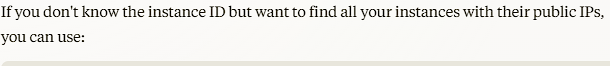 If you don't know the instance ID but want to find all your instances with their public IPs,
you can use: